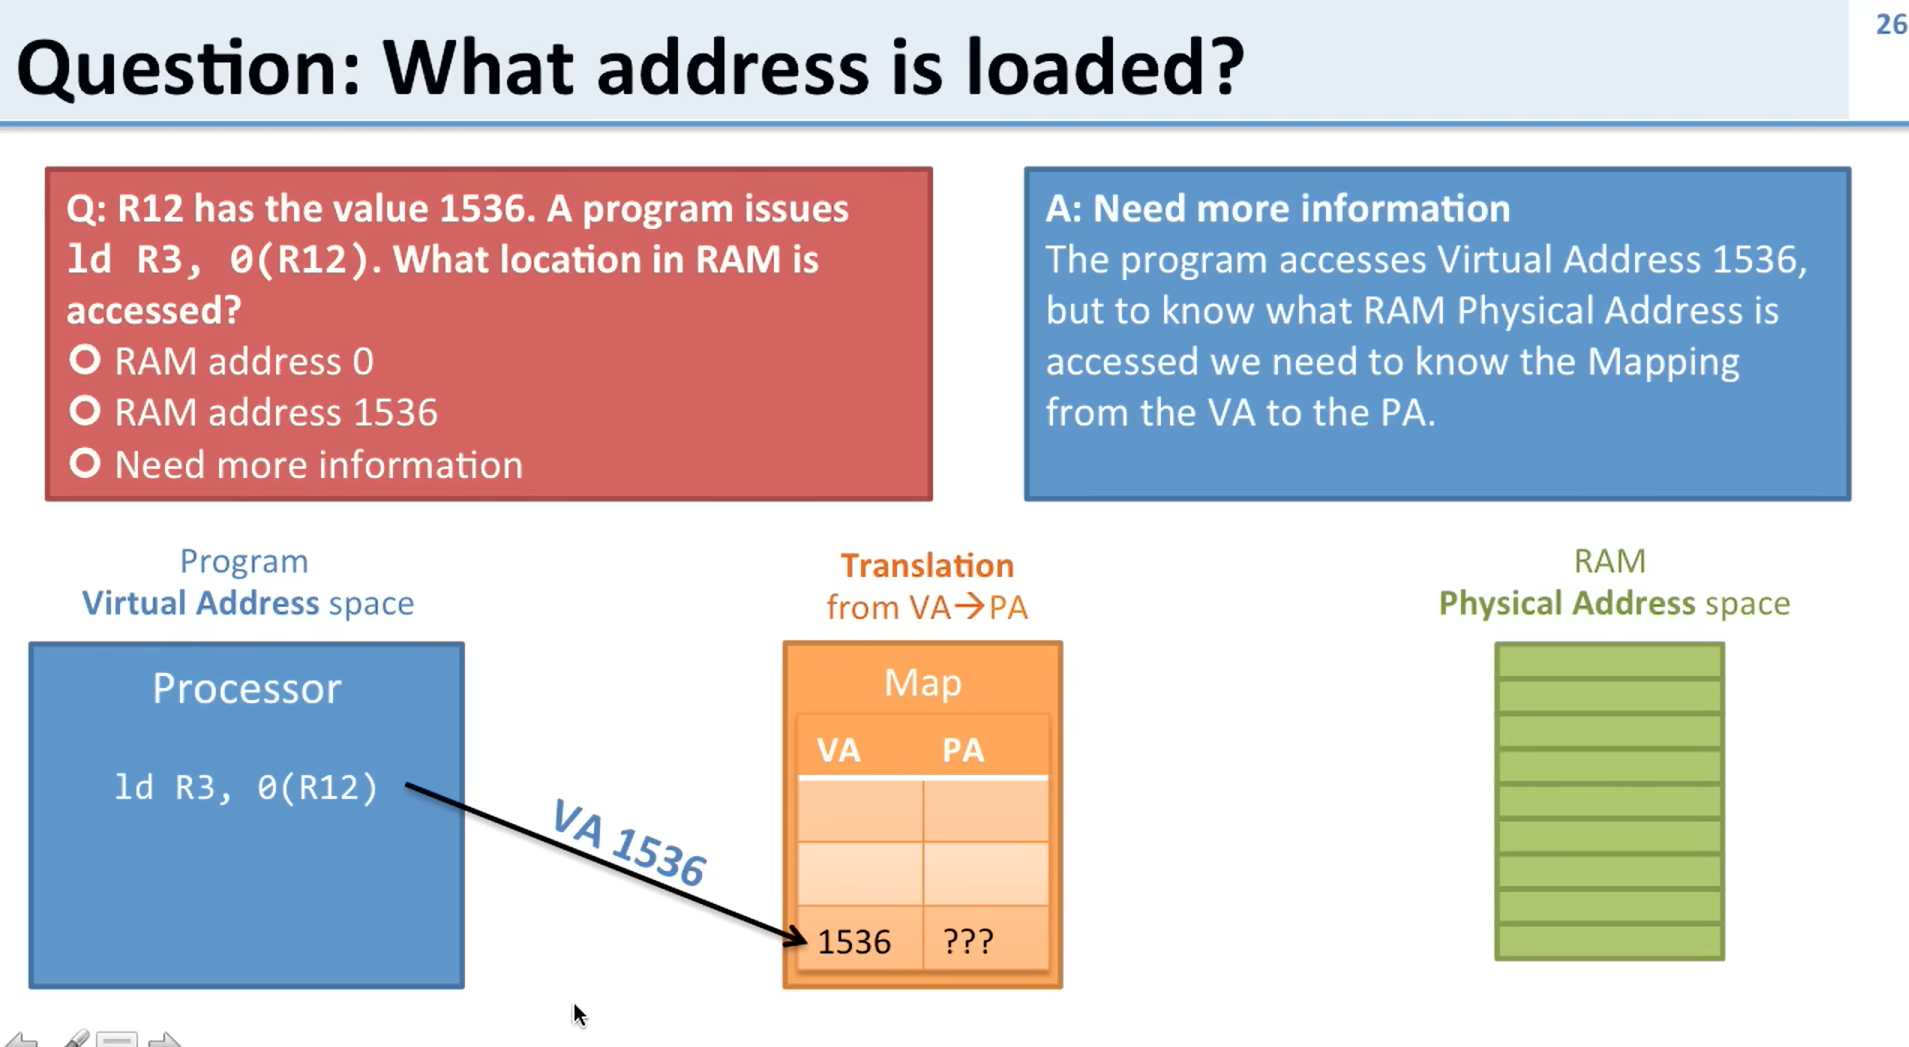 26
Question: What address is loaded?
Q: R12 has the value 1536. A program issues
ld R3, 0(R12). What location in RAM is
accessed?
RAM address 0
RAM address 1536
Need more information
A: Need more information
The program accesses Virtual Address 1536,
but to know what RAM Physical Address is
accessed we need to know the Mapping
from the VA to the PA.
Program
Virtual Address space
Processor
ld R3, 0(R12)
VA 1536
Translation
from VA→PA
Map
VA PA
1536 ???
RAM
Physical Address space